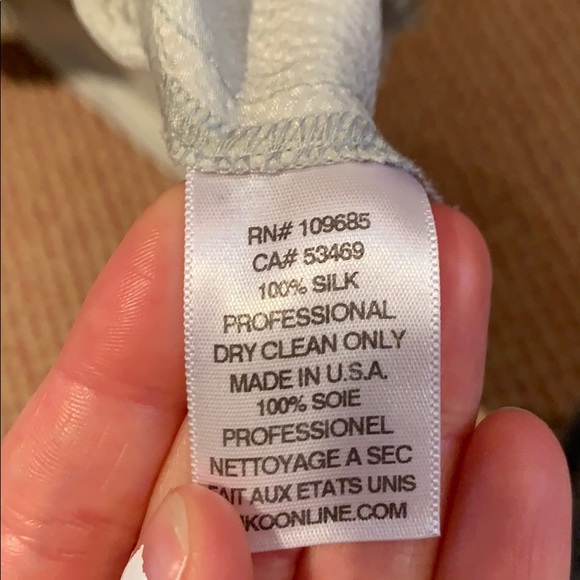 RN# 109685
CA# 53469
100% SILK
PROFESSIONAL
DRY CLEAN ONLY
MADE IN U.S.A.
100% SOIE
PROFESSIONEL
NETTOYAGE A SEC
FAIT AUX ETATS UNIS